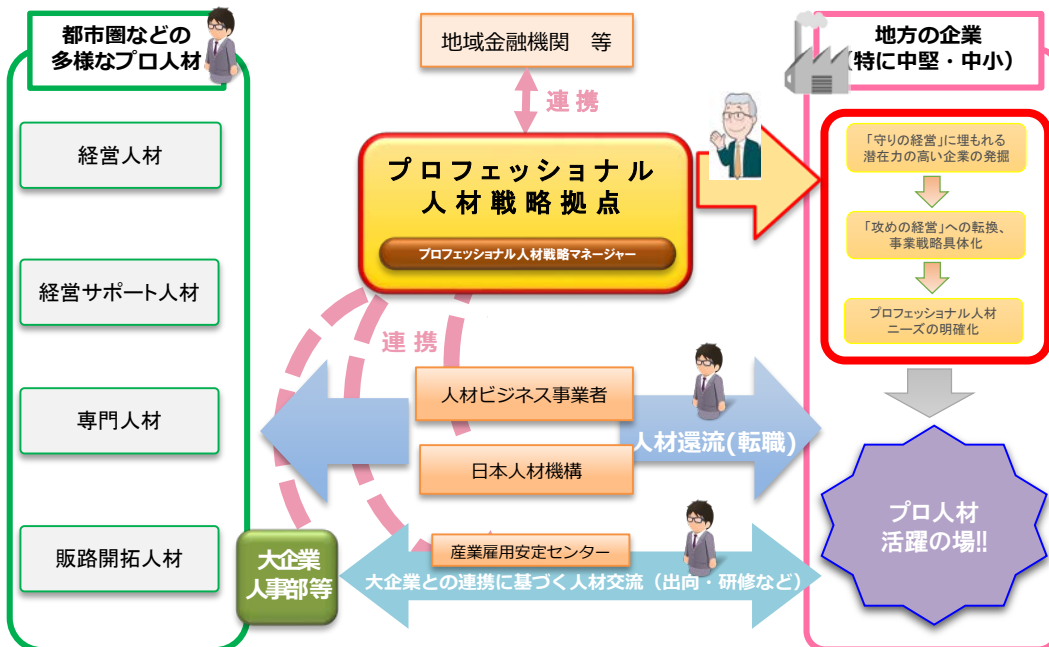 都市圏などの
多様なプロ人材
経営人材
経営サポート人材
専門人材
販路開拓人材
大企業
人事部等
地域金融機関　等
連携
プロフェッショナル
人材戦略拠点
プロフェッショナル人材戦略マネージャー
連携
人材ビジネス事業者
人材還流(転職)
日本人材機構
産業雇用安定センター
大企業との連携に基づく人材交流（出向・研修など）
地方の企業
（特に中堅・中小）
「守りの経営」に埋もれる
潜在力の高い企業の発掘
「攻めの経営」への転換、
事業戦略具体化
プロフェッショナル人材
ニーズの明確化
プロ人材
活躍の場!!